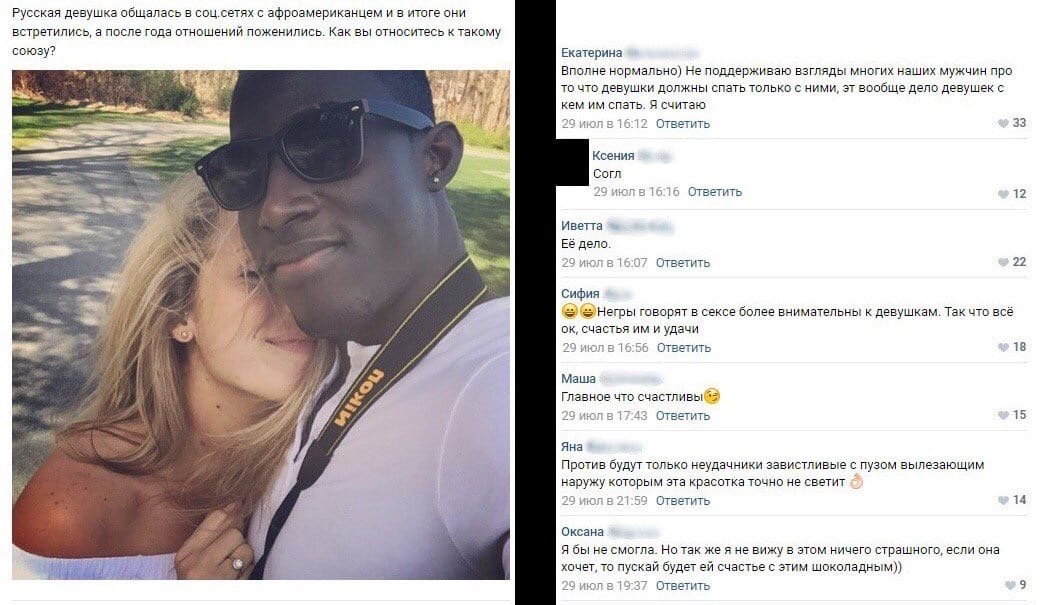 Русская девушка общалась в соц.сетях с афроамериканцем и в итоге они
встретились, а после года отношений поженились. Как вы относитесь к такому
союзу?
Nikon
Екатерина
Вполне нормально) Не поддерживаю взгляды многих наших мужчин про
то что девушки должны спать только с ними, эт вообще дело девушек с
кем им спать. Я считаю
29 июл в 16:12 Ответить 33
Ксения
Согл
29 июл в 16:16 Ответить 12
Иветта
Её дело.
29 июл в 16:07 Ответить 22
Сифия
😄😄Негры говорят в сексе более внимательны к девушкам. Так что всё
ок, счастья им и удачи
29 июл в 16:56 Ответить 18
Маша
Главное что счастливы😉
29 июл в 17:43 Ответить 15
Яна
Против будут только неудачники завистливые с пузом вылезающим
наружу которым эта красотка точно не светит 👌🏻
29 июл в 21:59 Ответить 14
Оксана
Я бы не смогла. Но так же я не вижу в этом ничего страшного, если она
хочет, то пускай будет ей счастье с этим шоколадным))
29 июл в 19:37 Ответить 9